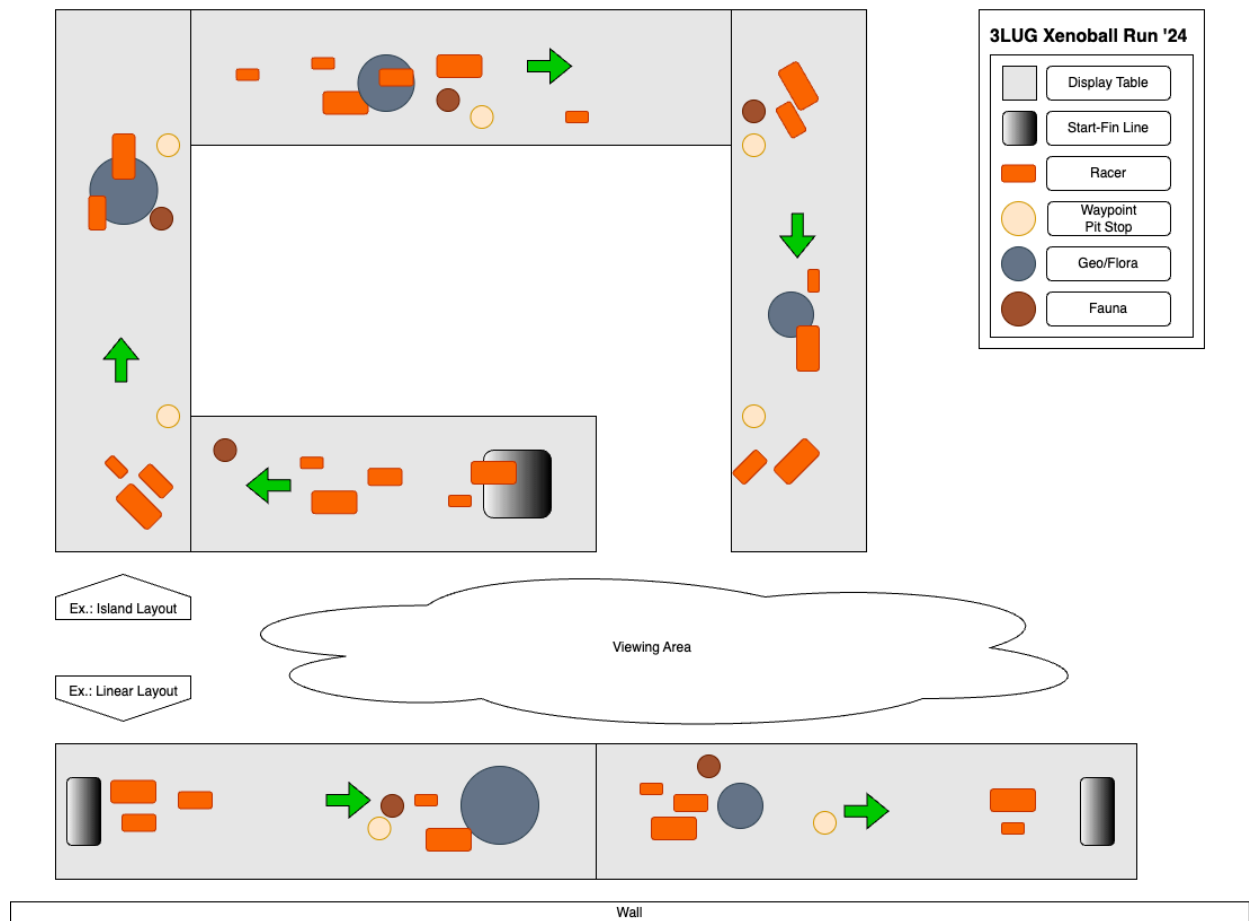 3LUG Xenoball Run '24
Display Table
Start-Fin Line
Racer
Waypoint
Pit Stop
Geo/Flora
Fauna
Ex.: Island Layout
Viewing Area
Ex.: Linear Layout
Wall